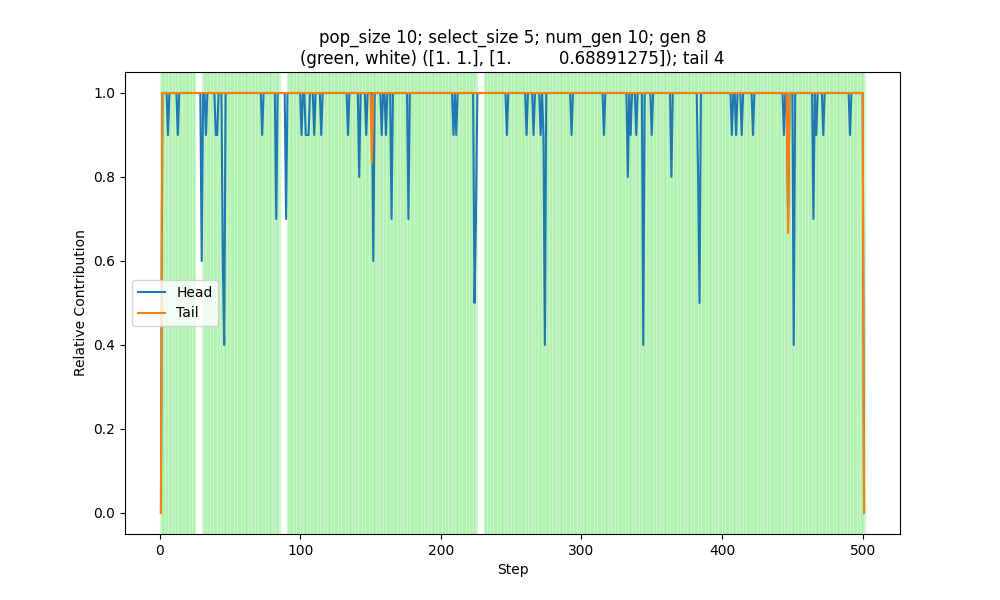 pop_size 10; select_size 5; num_gen 10; gen 8
(green, white) ([1. 1.], [1.         0.68891275]); tail 4
1.0
0.8
0.6
0.4
0.2
0.0
Relative Contribution
Head
Tail
0
100
200
300
400
500
Step